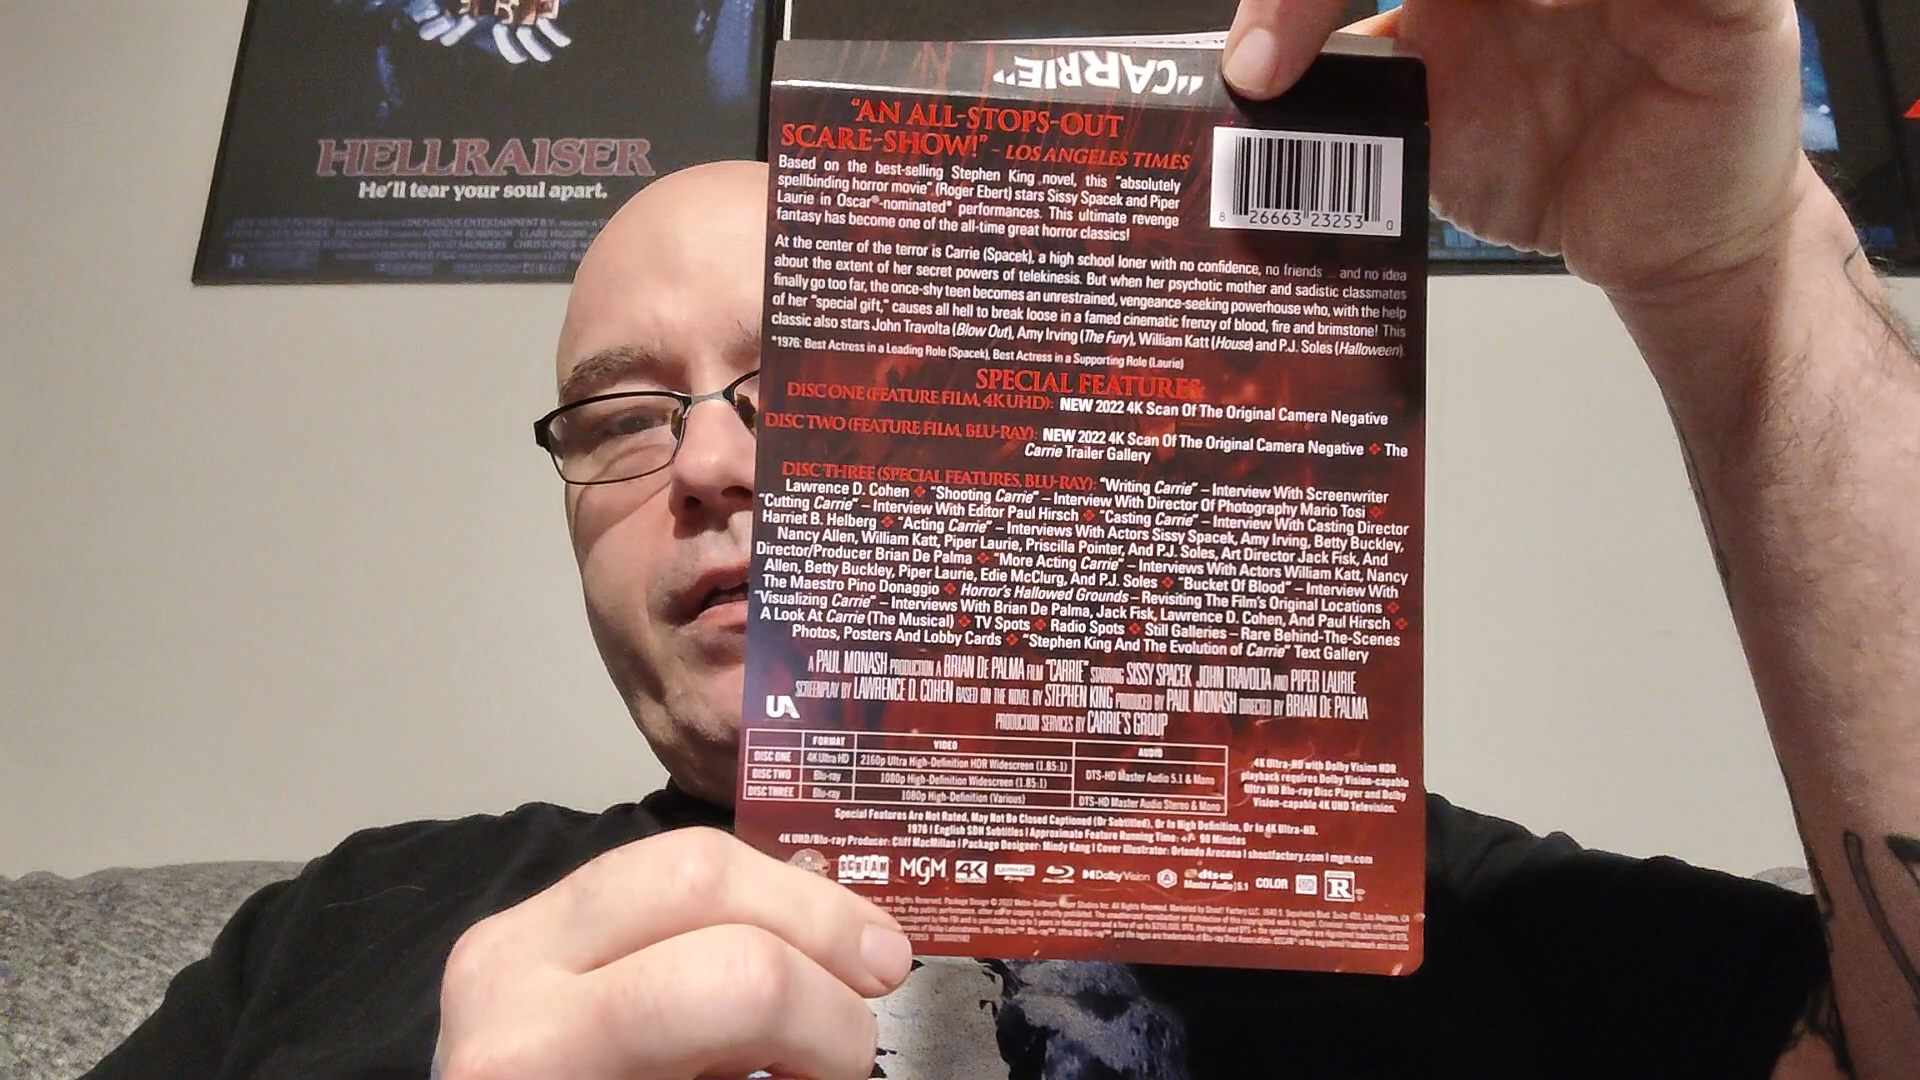 HELLRAISER
He'll tear your soul apart.
"CARRIE"
"AN ALL-STOPS-OUT
SCARE-SHOW!" - LOS ANGELES TIMES
Based on the best-selling Stephen King novel, this "absolutely
spellbinding horror movie" (Roger Ebert) stars Sissy Spacek and Piper
Laurie in Oscar®-nominated* performances. This ultimate revenge
fantasy has become one of the all-time great horror classics!
8 26663 23253 0
At the center of the terror is Carrie (Spacek), a high school loner with no confidence, no friends ... and no idea
about the extent of her secret powers of telekinesis. But when her psychotic mother and sadistic classmates
finally go too far, the once-shy teen becomes an unrestrained, vengeance-seeking powerhouse who, with the help
of her "special gift," causes all hell to break loose in a famed cinematic frenzy of blood, fire and brimstone! This
classic also stars John Travolta (Blow Out), Amy Irving (The Fury), William Katt (House) and P.J. Soles (Halloween).
*1976: Best Actress in a Leading Role (Spacek), Best Actress in a Supporting Role (Laurie)
SPECIAL FEATURES
DISC ONE (FEATURE FILM, 4K UHD): NEW 2022 4K Scan Of The Original Camera Negative
DISC TWO (FEATURE FILM, BLU-RAY): NEW 2022 4K Scan Of The Original Camera Negative ❖ The
Carrie Trailer Gallery
DISC THREE (SPECIAL FEATURES, BLU-RAY): "Writing Carrie" – Interview With Screenwriter
Lawrence D. Cohen ❖ "Shooting Carrie" – Interview With Director Of Photography Mario Tosi ❖
"Cutting Carrie" – Interview With Editor Paul Hirsch ❖ "Casting Carrie" – Interview With Casting Director
Harriet B. Helberg ❖ "Acting Carrie" – Interviews With Actors Sissy Spacek, Amy Irving, Betty Buckley,
Nancy Allen, William Katt, Piper Laurie, Priscilla Pointer, And P.J. Soles, Art Director Jack Fisk, And
Director/Producer Brian De Palma ❖ "More Acting Carrie" – Interviews With Actors William Katt, Nancy
Allen, Betty Buckley, Piper Laurie, Edie McClurg, And P.J. Soles ❖ "Bucket Of Blood" – Interview With
The Maestro Pino Donaggio ❖ Horror's Hallowed Grounds – Revisiting The Film's Original Locations ❖
"Visualizing Carrie" – Interviews With Brian De Palma, Jack Fisk, Lawrence D. Cohen, And Paul Hirsch ❖
A Look At Carrie (The Musical) ❖ TV Spots ❖ Radio Spots ❖ Still Galleries – Rare Behind-The-Scenes
Photos, Posters And Lobby Cards ❖ "Stephen King And The Evolution of Carrie" Text Gallery
A PAUL MONASH PRODUCTION A BRIAN DE PALMA FILM "CARRIE" STARRING SISSY SPACEK JOHN TRAVOLTA AND PIPER LAURIE
SCREENPLAY BY LAWRENCE D. COHEN BASED ON THE NOVEL BY STEPHEN KING PRODUCED BY PAUL MONASH DIRECTED BY BRIAN DE PALMA
PRODUCTION SERVICES BY CARRIE'S GROUP
UA
FORMAT VIDEO AUDIO
DISC ONE 4K Ultra HD 2160p Ultra High-Definition HDR Widescreen (1.85:1) DTS-HD Master Audio 5.1 & Mono
DISC TWO Blu-ray 1080p High-Definition Widescreen (1.85:1)
DISC THREE Blu-ray 1080p High-Definition (Various) DTS-HD Master Audio Stereo & Mono
4K Ultra-HD with Dolby Vision HDR
playback requires Dolby Vision-capable
Ultra HD Blu-ray Disc Player and Dolby
Vision-capable 4K UHD Television.
Special Features Are Not Rated, May Not Be Closed Captioned (Or Subtitled), Or In High Definition, Or In 4K Ultra-HD.
1976 | English SDH Subtitles | Approximate Feature Running Time: +/- 98 Minutes
4K UHD/Blu-ray Producer: Cliff MacMillan | Package Designer: Mindy Kang | Cover Illustrator: Orlando Arocena | shoutfactory.com | mgm.com
SCREAM MGM 4K Blu-ray Dolby Vision A dts-HD Master Audio | 5.1 COLOR R